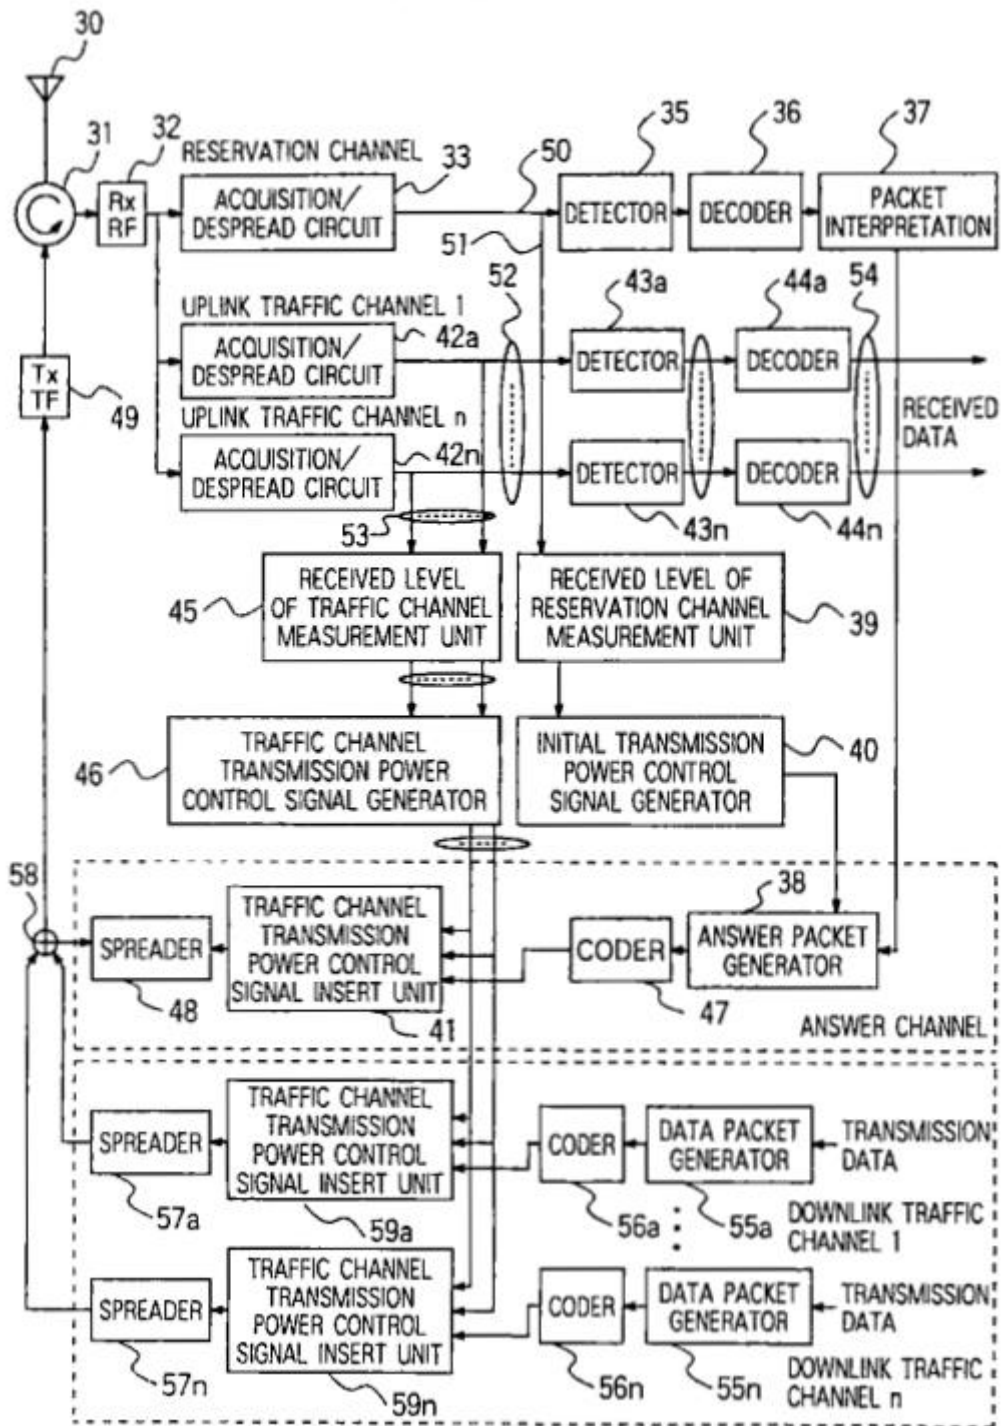 30
31
32
RESERVATION CHANNEL
33
50
35
36
37
Rx
RF
ACQUISITION/
DESPREAD CIRCUIT
DETECTOR
DECODER
PACKET
INTERPRETATION
51
52
43a
44a
54
UPLINK TRAFFIC CHANNEL 1
42a
ACQUISITION/
DESPREAD CIRCUIT
DETECTOR
DECODER
Tx
TF
49
RECEIVED
DATA
UPLINK TRAFFIC CHANNEL n
42n
ACQUISITION/
DESPREAD CIRCUIT
DETECTOR
DECODER
53
43n
44n
45
RECEIVED LEVEL
OF TRAFFIC CHANNEL
MEASUREMENT UNIT
RECEIVED LEVEL OF
RESERVATION CHANNEL
MEASUREMENT UNIT
39
46
TRAFFIC CHANNEL
TRANSMISSION POWER
CONTROL SIGNAL GENERATOR
INITIAL TRANSMISSION
POWER CONTROL
SIGNAL GENERATOR
40
58
38
SPREADER
48
TRAFFIC CHANNEL
TRANSMISSION
POWER CONTROL
SIGNAL INSERT UNIT
41
CODER
47
ANSWER PACKET
GENERATOR
ANSWER CHANNEL
SPREADER
57a
TRAFFIC CHANNEL
TRANSMISSION
POWER CONTROL
SIGNAL INSERT UNIT
59a
CODER
56a
DATA PACKET
GENERATOR
55a
TRANSMISSION
DATA
DOWNLINK TRAFFIC
CHANNEL 1
SPREADER
57n
TRAFFIC CHANNEL
TRANSMISSION
POWER CONTROL
SIGNAL INSERT UNIT
59n
CODER
56n
DATA PACKET
GENERATOR
55n
TRANSMISSION
DATA
DOWNLINK TRAFFIC
CHANNEL n